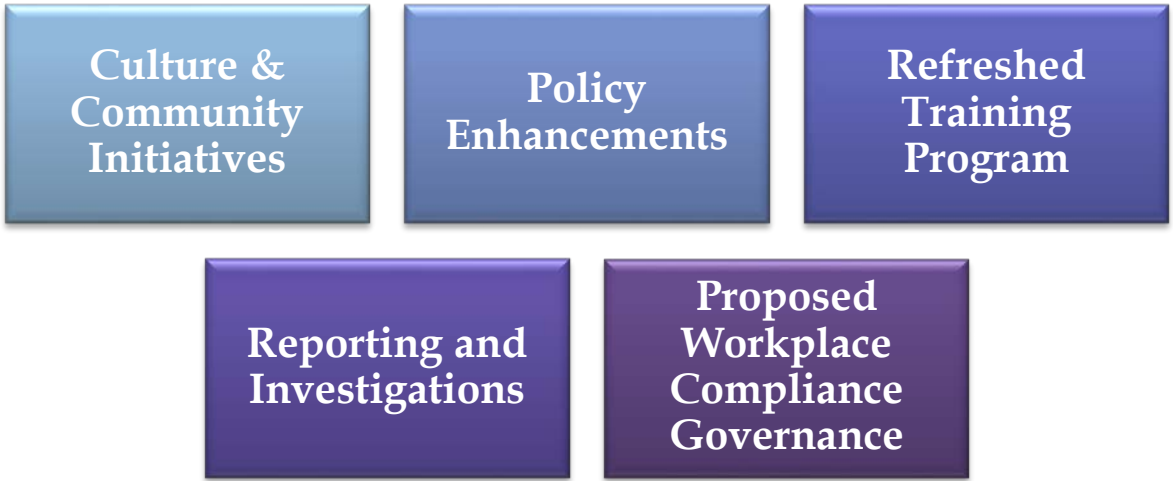 Culture &
Community
Initiatives
Policy
Enhancements
Refreshed
Training
Program
Reporting and
Investigations
Proposed
Workplace
Compliance
Governance